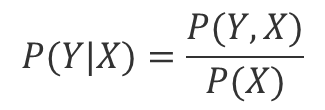 P(Y|X) = P(Y, X) / P(X)